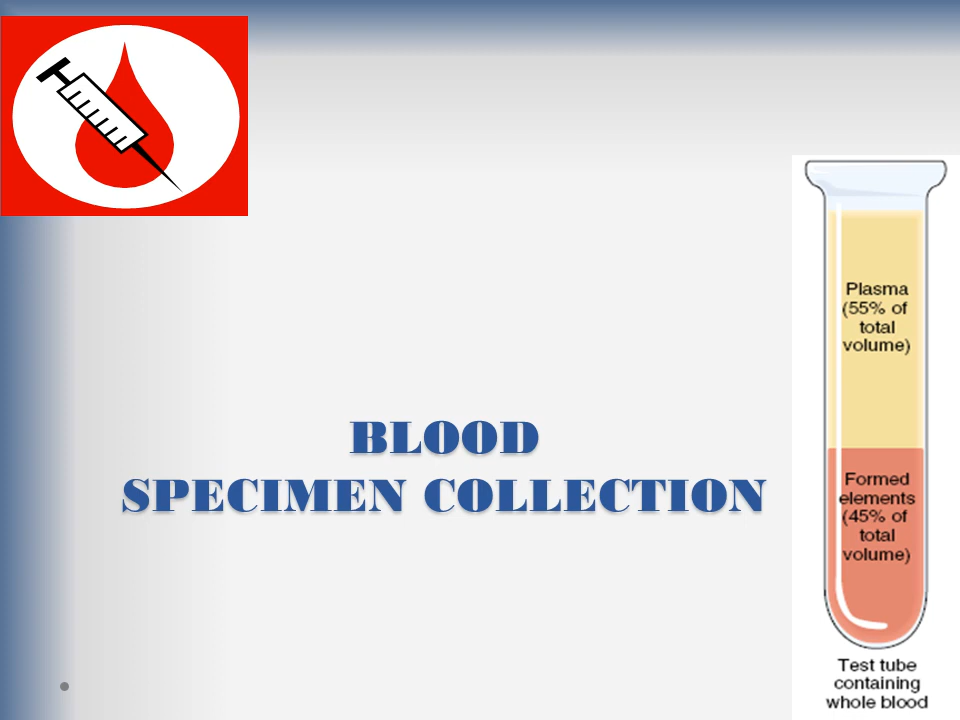 BLOOD
SPECIMEN COLLECTION
Plasma
(55% of
total
volume)
Formed
elements
(45% of
total
volume)
Test tube
containing
whole blood